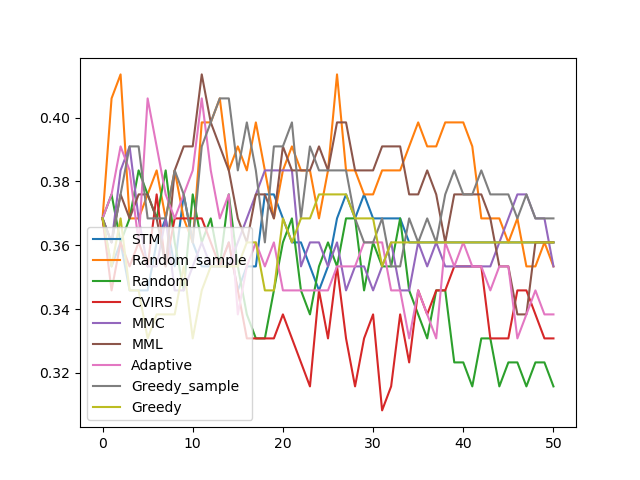 0.40
0.38
0.36
0.34
0.32
STM
Random_sample
Random
CVIRS
MMC
MML
Adaptive
Greedy_sample
Greedy
0 10 20 30 40 50